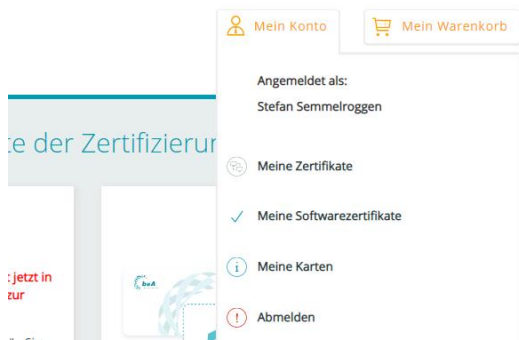 Mein Konto
Mein Warenkorb
Angemeldet als:
Stefan Semmelroggen
Meine Zertifikate
Meine Softwarezertifikate
Meine Karten
Abmelden
te der Zertifizierur
jetzt in
zur
beA